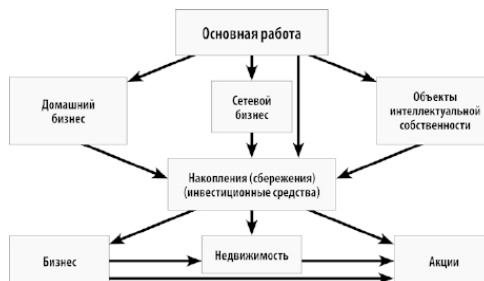 Основная работа
Домашний
бизнес
Сетевой
бизнес
Объекты
интеллектуальной
собственности
Накопления (сбережения)
(инвестиционные средства)
Бизнес
Недвижимость
Акции